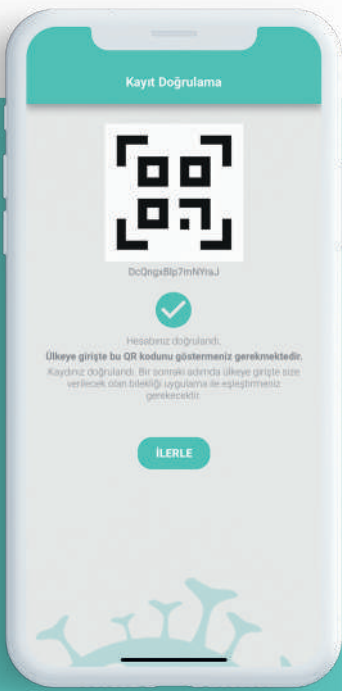 Kayıt Doğrulama
Hesabınız doğrulandı.
Ülkeye girişte bu QR kodunu göstermeniz gerekmektedir.
Kaydınız doğrulandı. Bir sonraki adımda ülkeye girişte size
verilecek olan bilekliği uygulama ile eşleştirmeniz
gerekecektir.
İLERLE